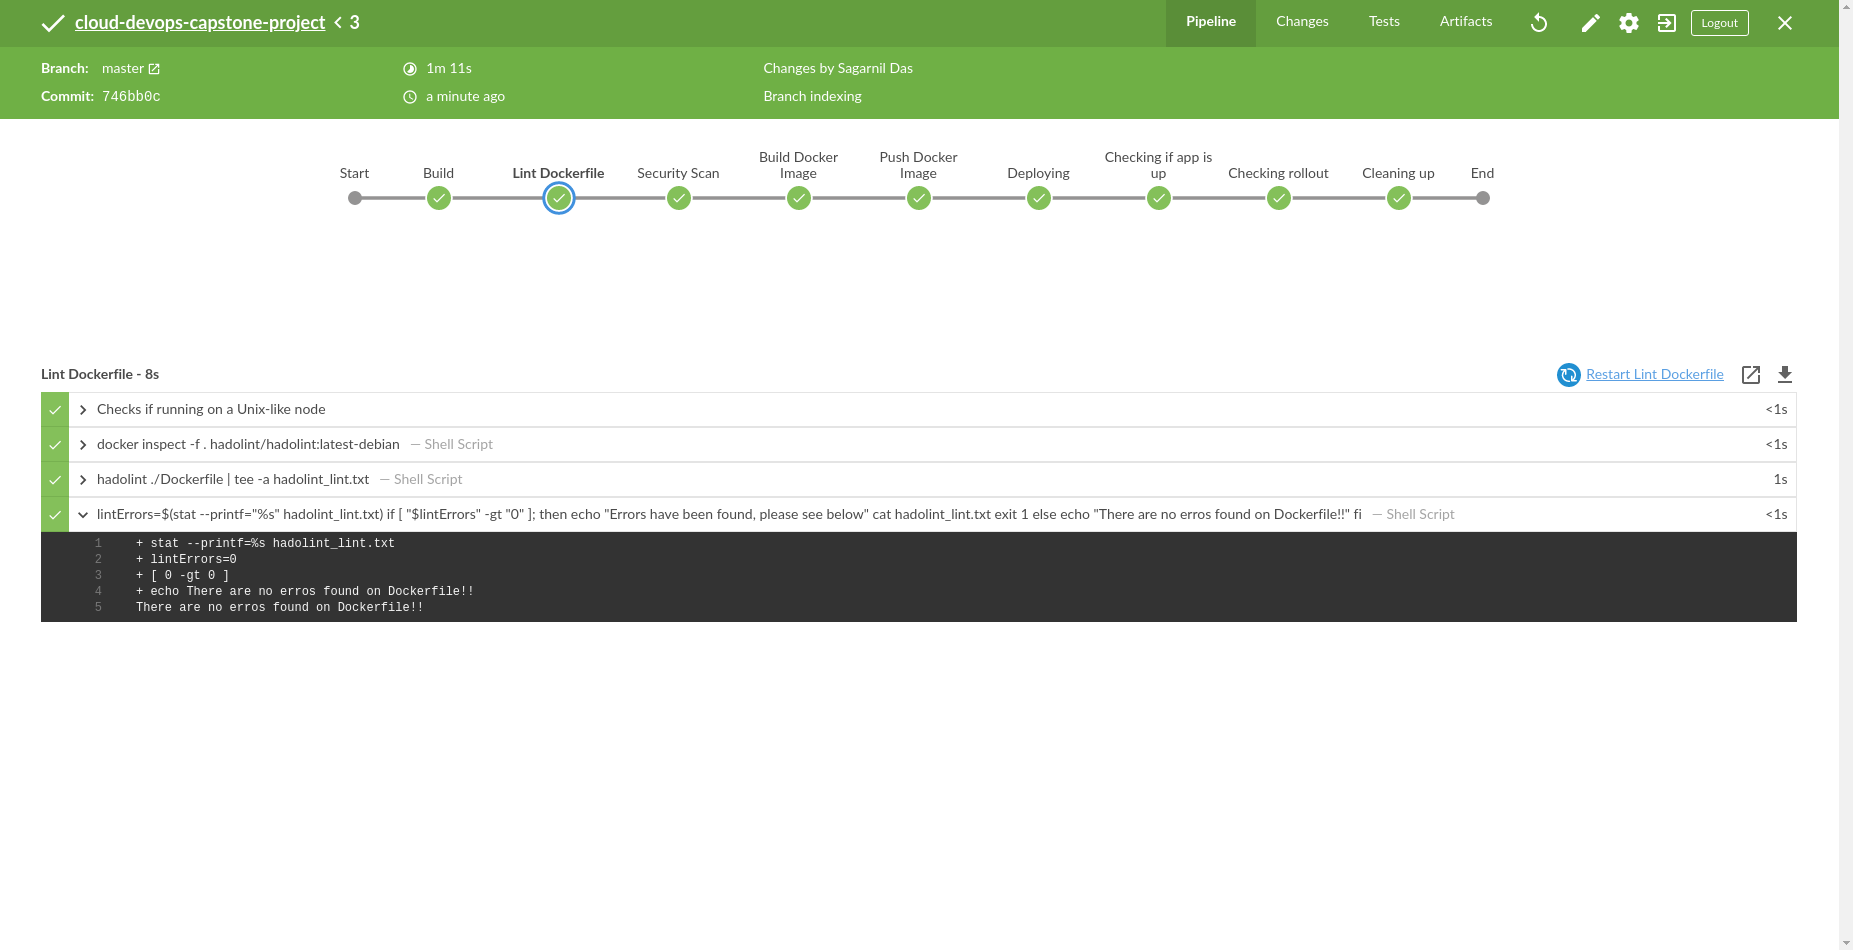 cloud-devops-capstone-project < 3
Pipeline Changes Tests Artifacts Logout
Branch: master
1m 11s
Changes by Sagarnil Das
Commit: 746bb0c
a minute ago
Branch indexing
Start
Build
Lint Dockerfile
Security Scan
Build Docker
Image
Push Docker
Image
Deploying
Checking if app is
up
Checking rollout
Cleaning up
End
Lint Dockerfile - 8s
Restart Lint Dockerfile
Checks if running on a Unix-like node <1s
docker inspect -f . hadolint/hadolint:latest-debian — Shell Script <1s
hadolint ./Dockerfile | tee -a hadolint_lint.txt — Shell Script 1s
lintErrors=$(stat --printf="%s" hadolint_lint.txt) if [ "$lintErrors" -gt "0" ]; then echo "Errors have been found, please see below" cat hadolint_lint.txt exit 1 else echo "There are no erros found on Dockerfile!!" fi — Shell Script <1s
1 + stat --printf=%s hadolint_lint.txt
2 + lintErrors=0
3 + [ 0 -gt 0 ]
4 + echo There are no erros found on Dockerfile!!
5 There are no erros found on Dockerfile!!